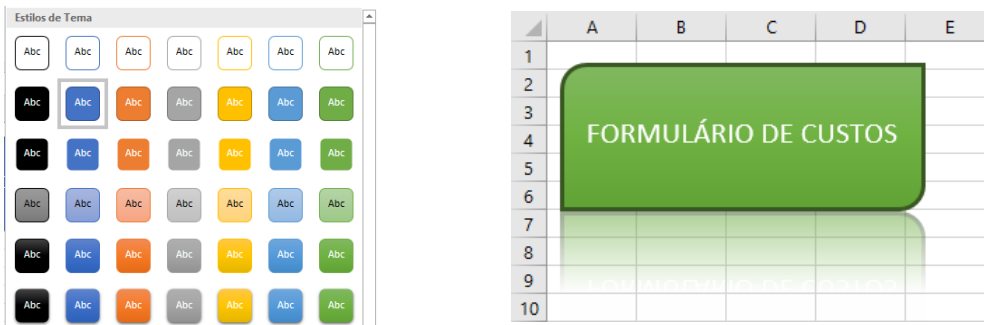 Estilos de Tema
Abc Abc Abc Abc Abc Abc Abc
Abc Abc Abc Abc Abc Abc Abc
Abc Abc Abc Abc Abc Abc Abc
Abc Abc Abc Abc Abc Abc Abc
Abc Abc Abc Abc Abc Abc Abc
Abc Abc Abc Abc Abc Abc Abc
A B C D E
1
2
3
4
5
6
7
8
9
10
FORMULÁRIO DE CUSTOS